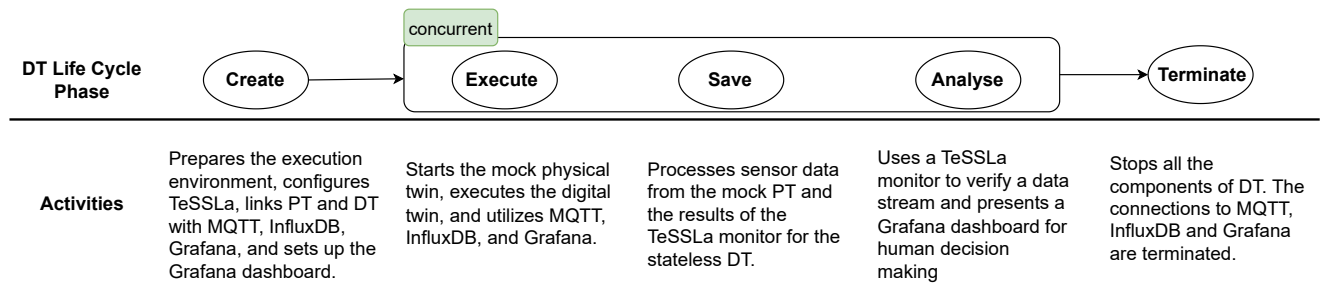 concurrent
DT Life Cycle
Phase
Create
Execute
Save
Analyse
Terminate
Activities
Prepares the execution
environment, configures
TeSSLa, links PT and DT
with MQTT, InfluxDB,
Grafana, and sets up the
Grafana dashboard.
Starts the mock physical
twin, executes the digital
twin, and utilizes MQTT,
InfluxDB, and Grafana.
Processes sensor data
from the mock PT and
the results of the
TeSSLa monitor for the
stateless DT.
Uses a TeSSLa
monitor to verify a data
stream and presents a
Grafana dashboard for
human decision
making
Stops all the
components of DT. The
connections to MQTT,
InfluxDB and Grafana
are terminated.